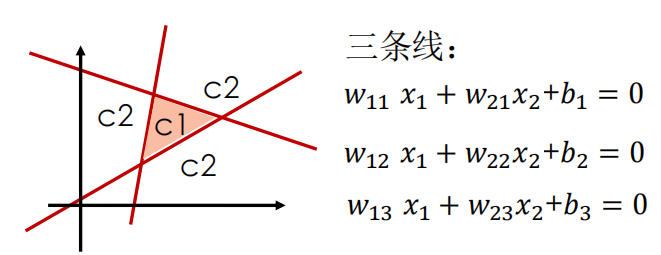 c2
c2
c1
c2
三条线：
w₁₁ x₁ + w₂₁x₂+b₁ = 0
w₁₂ x₁ + w₂₂x₂+b₂ = 0
w₁₃ x₁ + w₂₃x₂+b₃ = 0